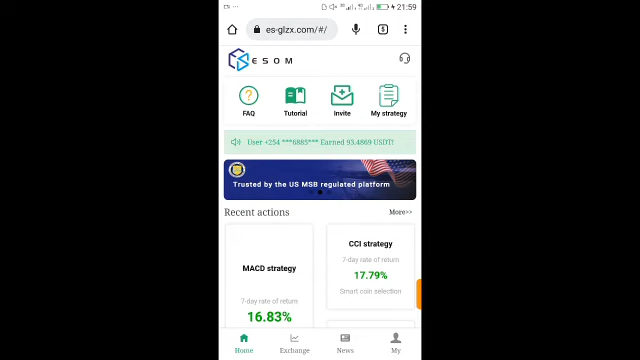 21:59
es-glzx.com/#/
5
ESOM
FAQ
Tutorial
Invite
My strategy
User +254 ***6885*** Earned 93.4869 USDT!
Trusted by the US MSB regulated platform
Recent actions
More>>
MACD strategy
7-day rate of return
16.83%
CCI strategy
7-day rate of return
17.79%
Smart coin selection
Home
Exchange
News
My